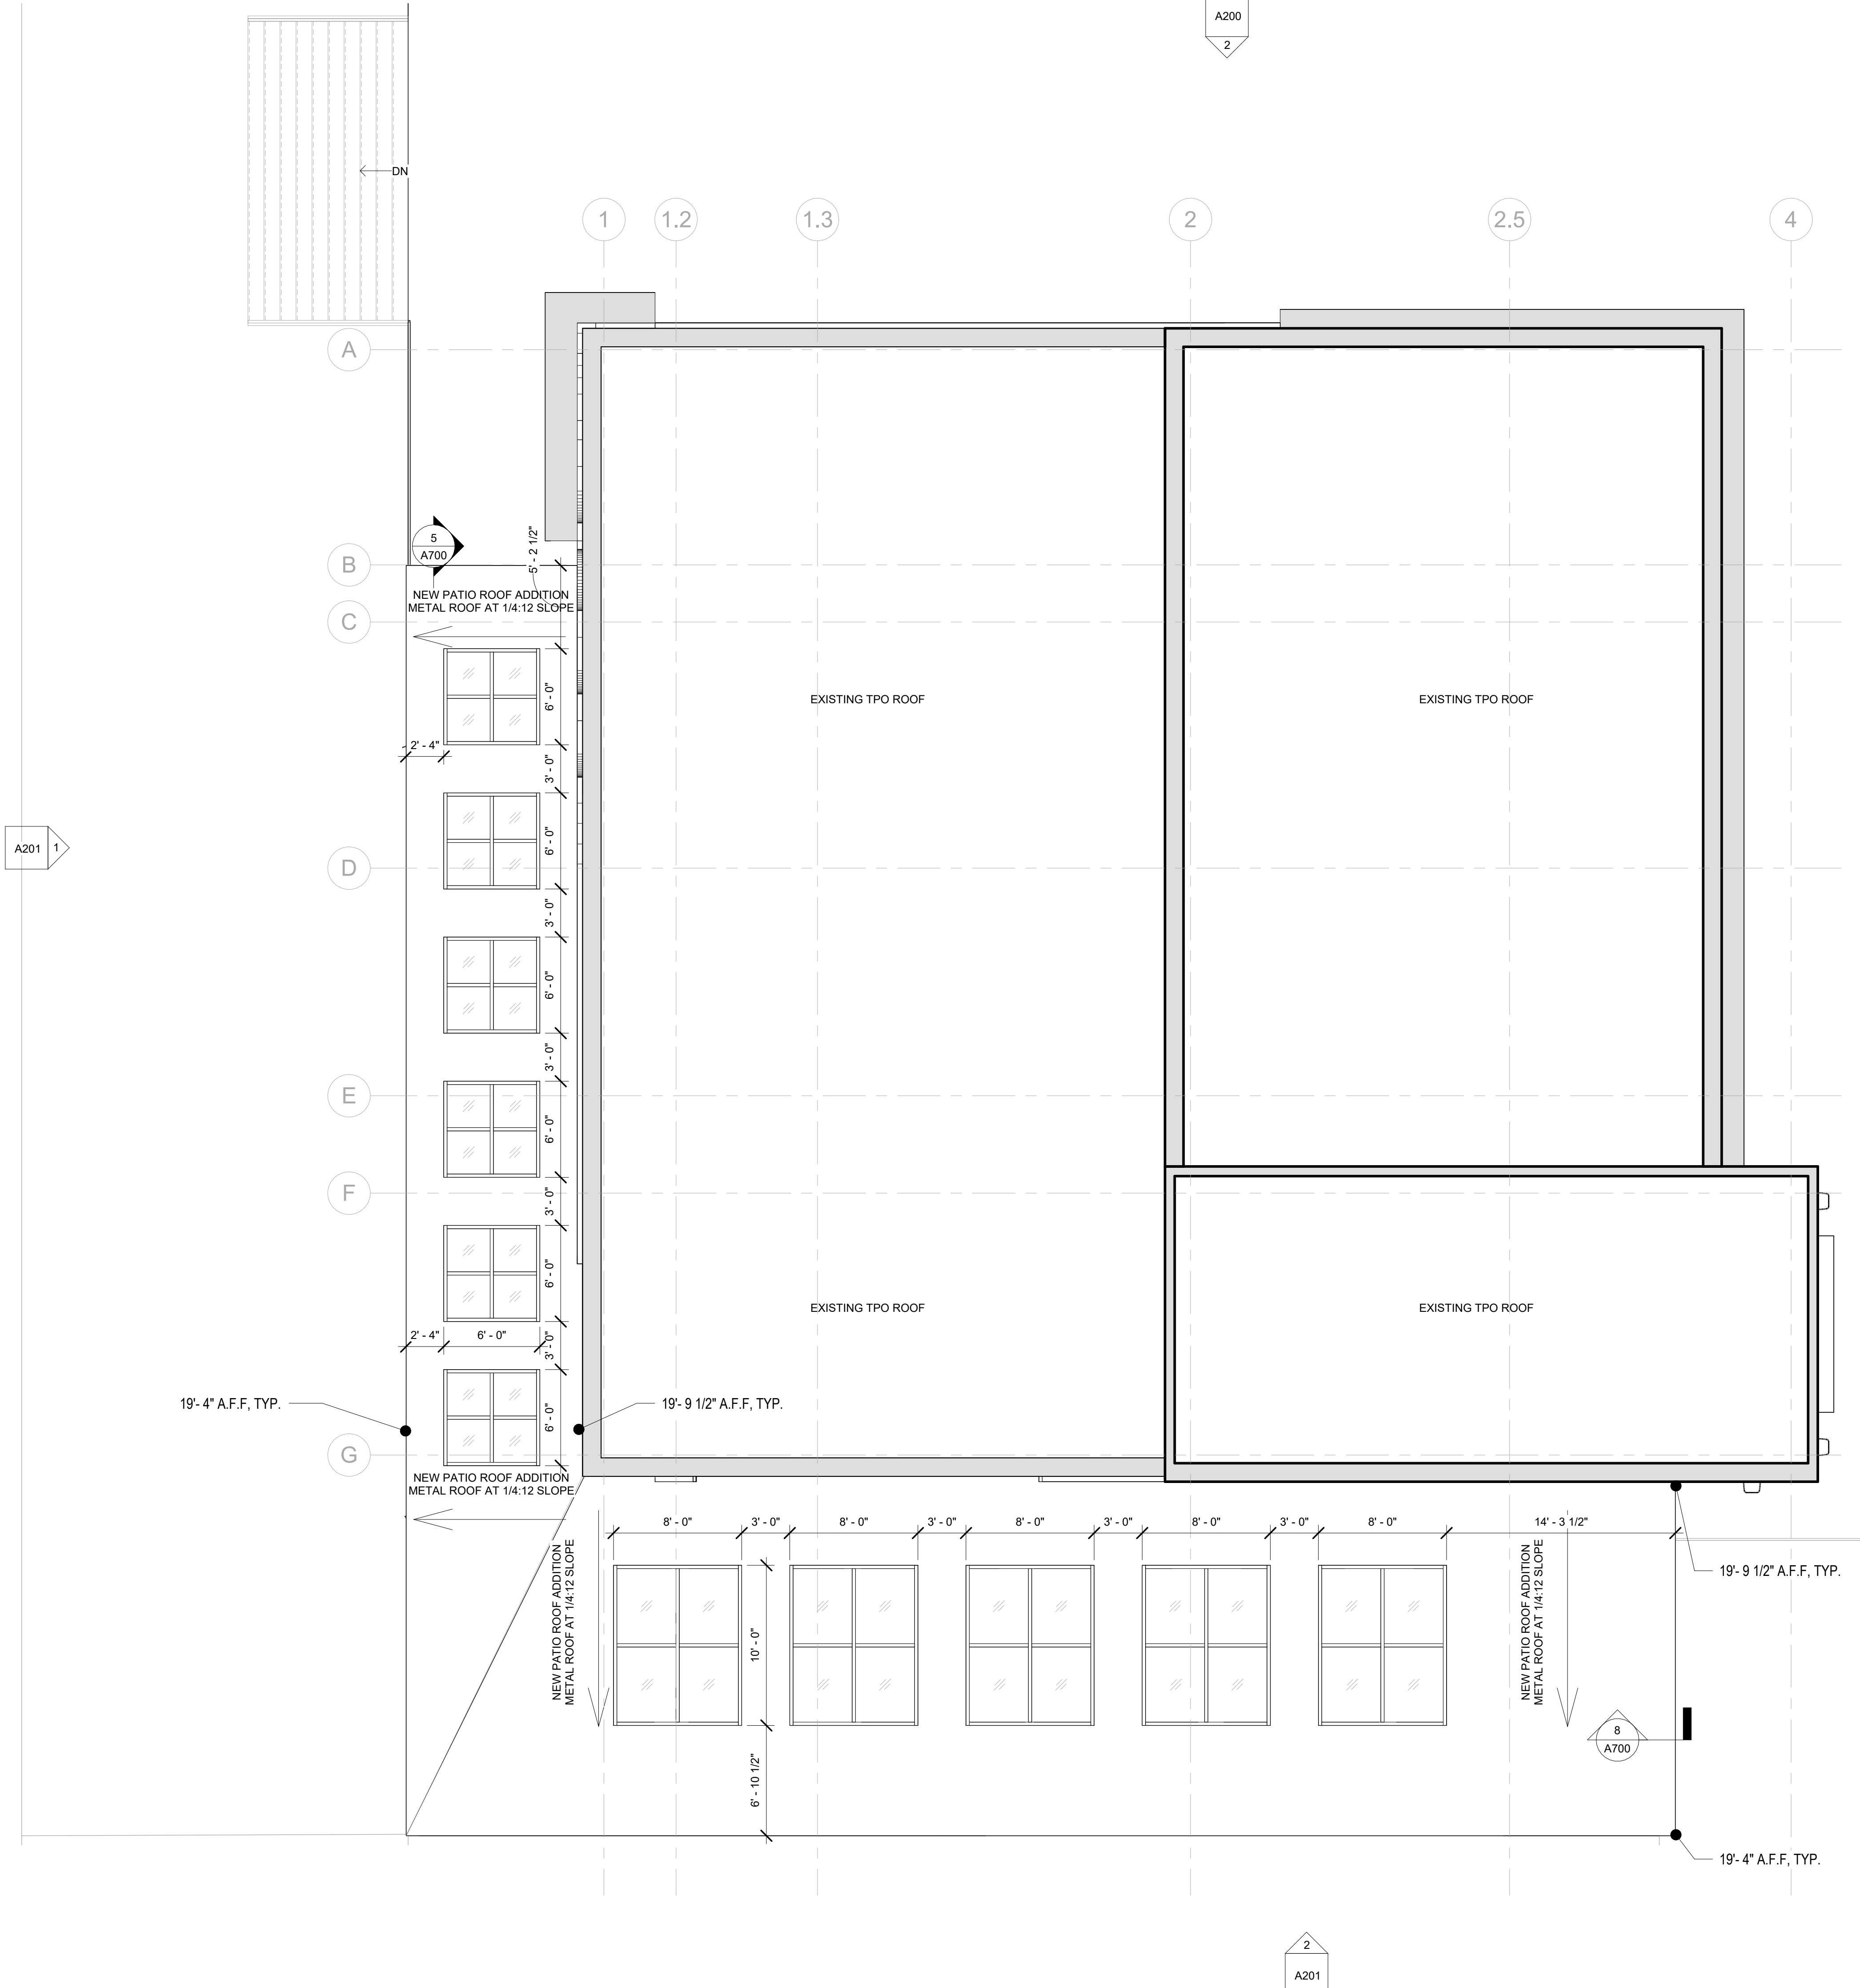 A200
2
DN
1
1.2
1.3
2
2.5
4
A
5
A700
5' - 2 1/2"
B
NEW PATIO ROOF ADDITION
METAL ROOF AT 1/4:12 SLOPE
C
6' - 0"
EXISTING TPO ROOF
EXISTING TPO ROOF
2' - 4"
3' - 0"
A201
1
6' - 0"
D
3' - 0"
6' - 0"
3' - 0"
E
6' - 0"
F
3' - 0"
6' - 0"
EXISTING TPO ROOF
EXISTING TPO ROOF
2' - 4"
6' - 0"
3' - 0"
19'- 4" A.F.F, TYP.
19'- 9 1/2" A.F.F, TYP.
6' - 0"
G
NEW PATIO ROOF ADDITION
METAL ROOF AT 1/4:12 SLOPE
8' - 0"
3' - 0"
8' - 0"
3' - 0"
8' - 0"
3' - 0"
8' - 0"
3' - 0"
8' - 0"
14' - 3 1/2"
NEW PATIO ROOF ADDITION
METAL ROOF AT 1/4:12 SLOPE
10' - 0"
NEW PATIO ROOF ADDITION
METAL ROOF AT 1/4:12 SLOPE
19'- 9 1/2" A.F.F, TYP.
8
A700
6' - 10 1/2"
19'- 4" A.F.F, TYP.
2
A201